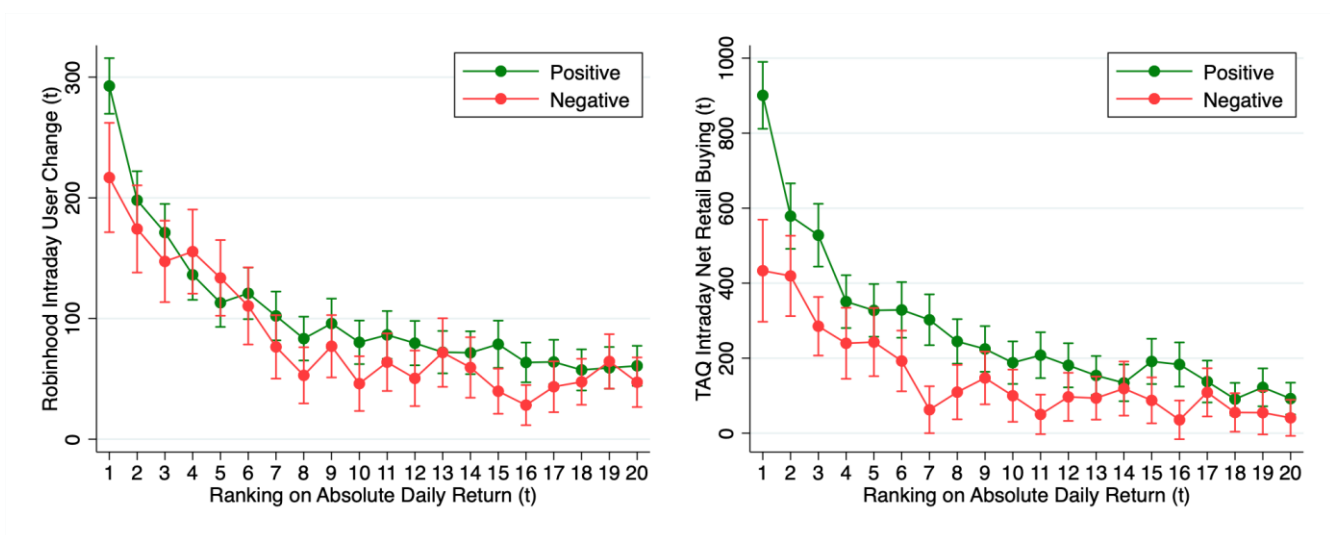 Robinhood Intraday User Change (t)
300
200
100
0
Positive
Negative
1 2 3 4 5 6 7 8 9 10 11 12 13 14 15 16 17 18 19 20
Ranking on Absolute Daily Return (t)
TAQ Intraday Net Retail Buying (t)
1000
800
600
400
200
0
Positive
Negative
1 2 3 4 5 6 7 8 9 10 11 12 13 14 15 16 17 18 19 20
Ranking on Absolute Daily Return (t)